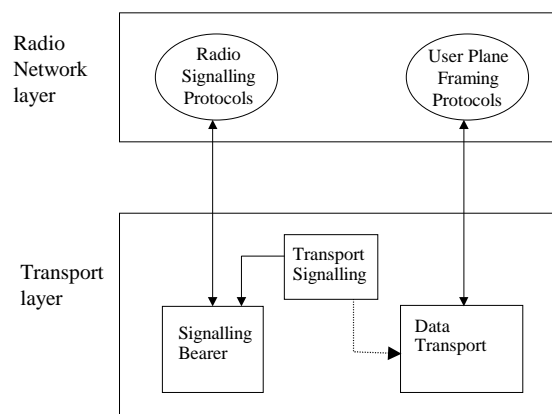 Radio
Network
layer
Radio
Signalling
Protocols
User Plane
Framing
Protocols
Transport
layer
Transport
Signalling
Signalling
Bearer
Data
Transport